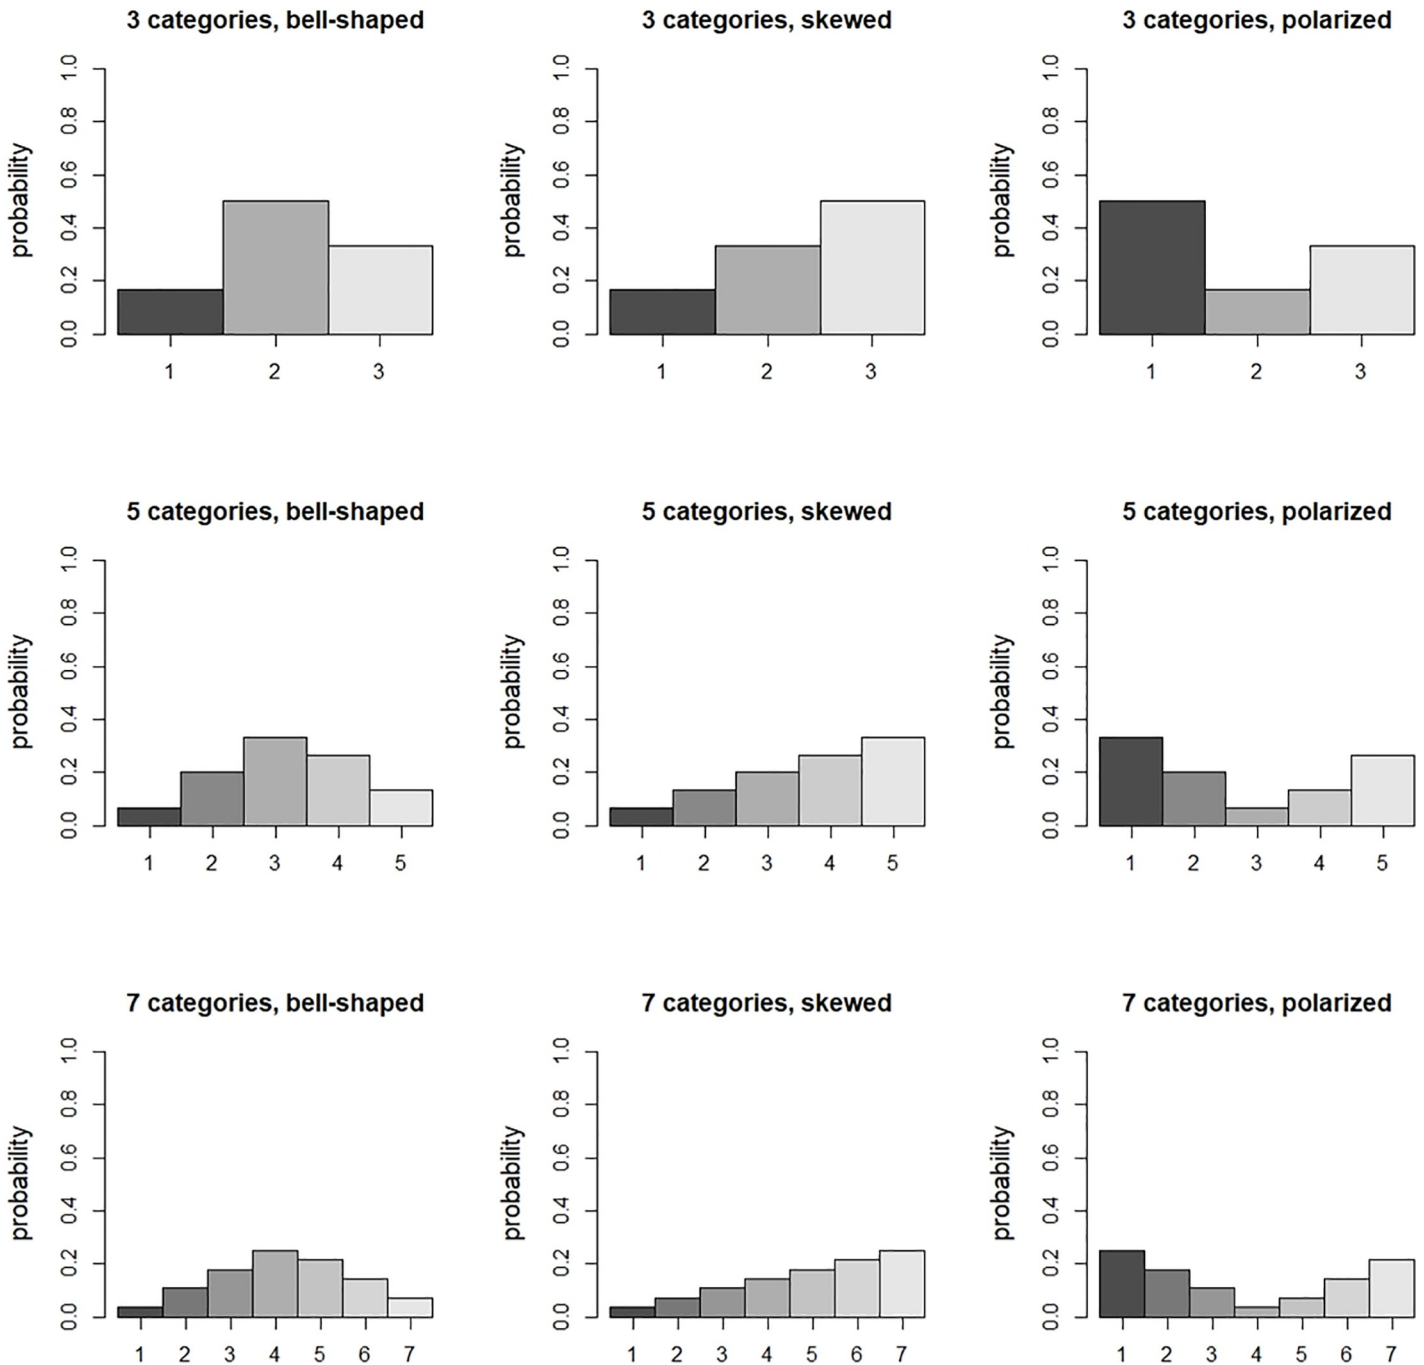 3 categories, bell-shaped
probability
0.0 0.2 0.4 0.6 0.8 1.0
1 2 3
3 categories, skewed
probability
0.0 0.2 0.4 0.6 0.8 1.0
1 2 3
3 categories, polarized
probability
0.0 0.2 0.4 0.6 0.8 1.0
1 2 3
5 categories, bell-shaped
probability
0.0 0.2 0.4 0.6 0.8 1.0
1 2 3 4 5
5 categories, skewed
probability
0.0 0.2 0.4 0.6 0.8 1.0
1 2 3 4 5
5 categories, polarized
probability
0.0 0.2 0.4 0.6 0.8 1.0
1 2 3 4 5
7 categories, bell-shaped
probability
0.0 0.2 0.4 0.6 0.8 1.0
1 2 3 4 5 6 7
7 categories, skewed
probability
0.0 0.2 0.4 0.6 0.8 1.0
1 2 3 4 5 6 7
7 categories, polarized
probability
0.0 0.2 0.4 0.6 0.8 1.0
1 2 3 4 5 6 7